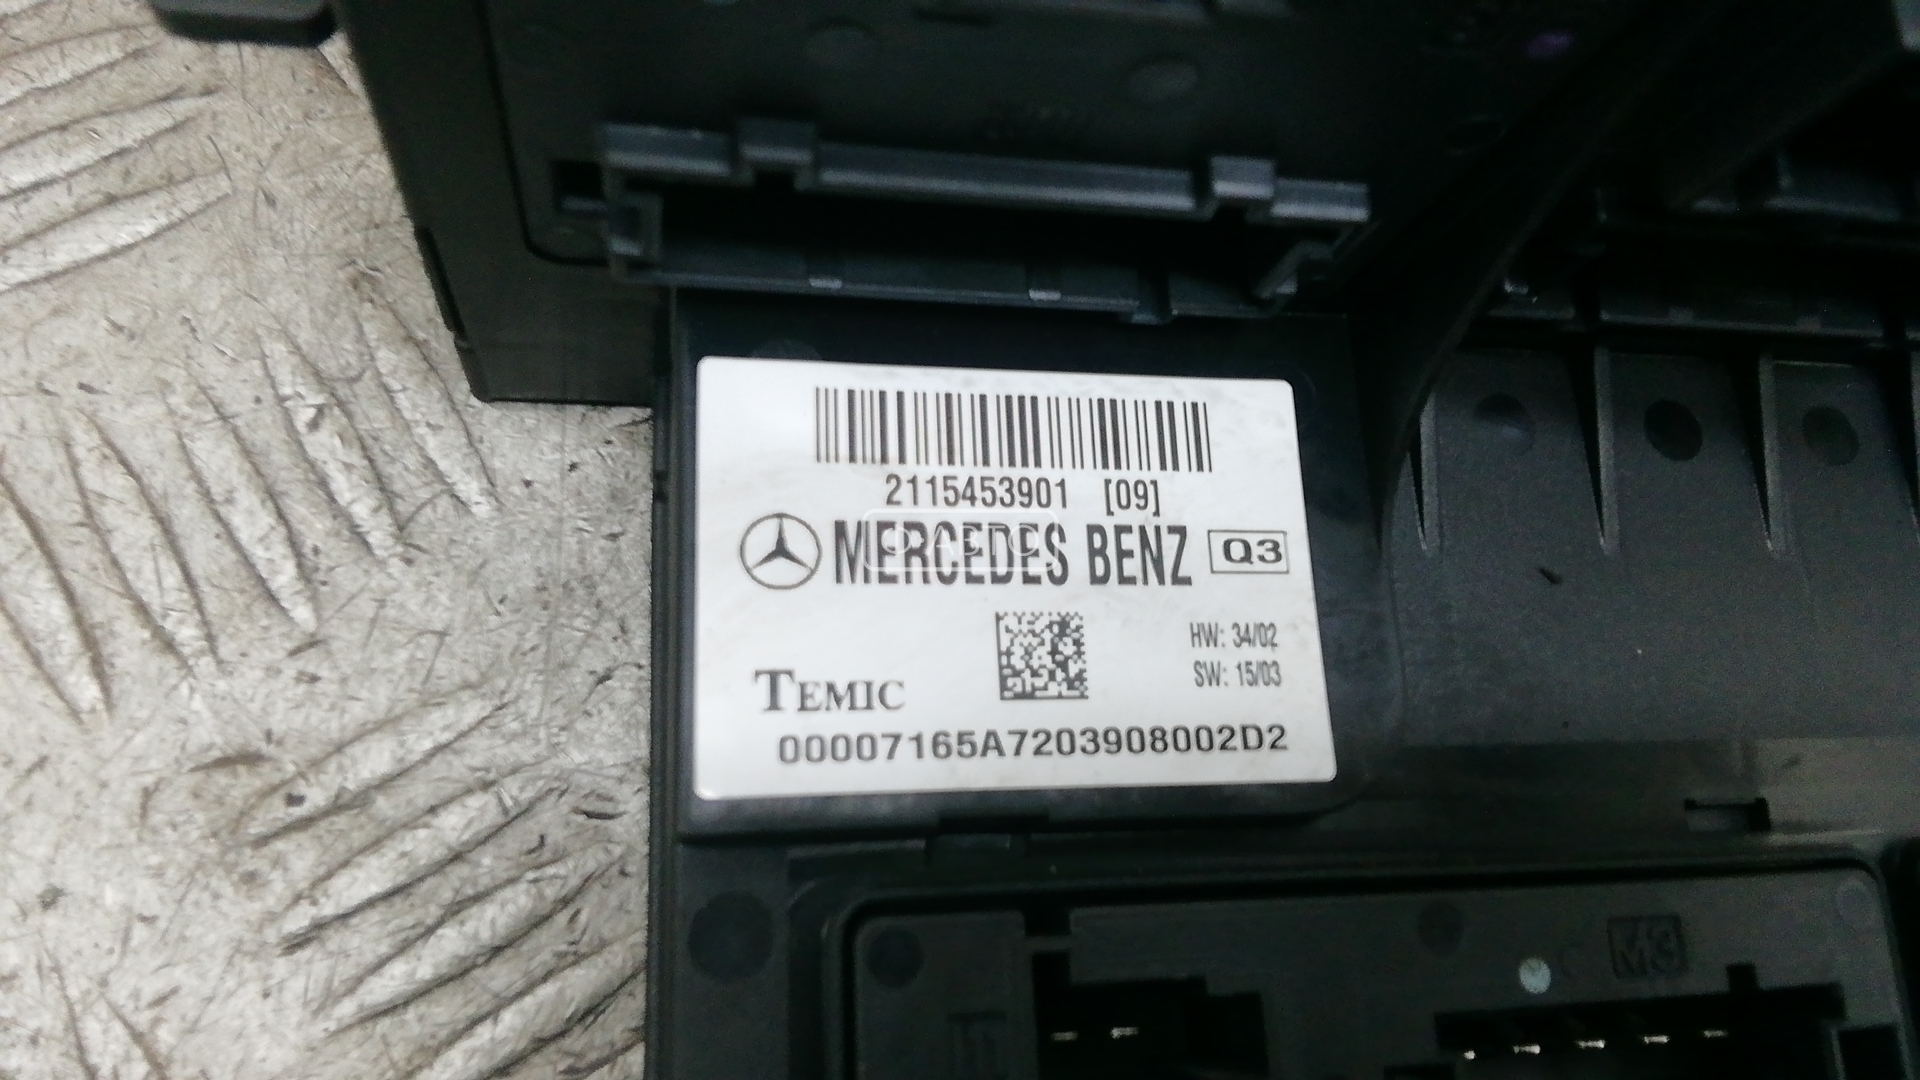 2115453901 [09]
MERCEDES BENZ Q3
HW: 34/02
SW: 15/03
TEMIC
00007165A7203908002D2
M3